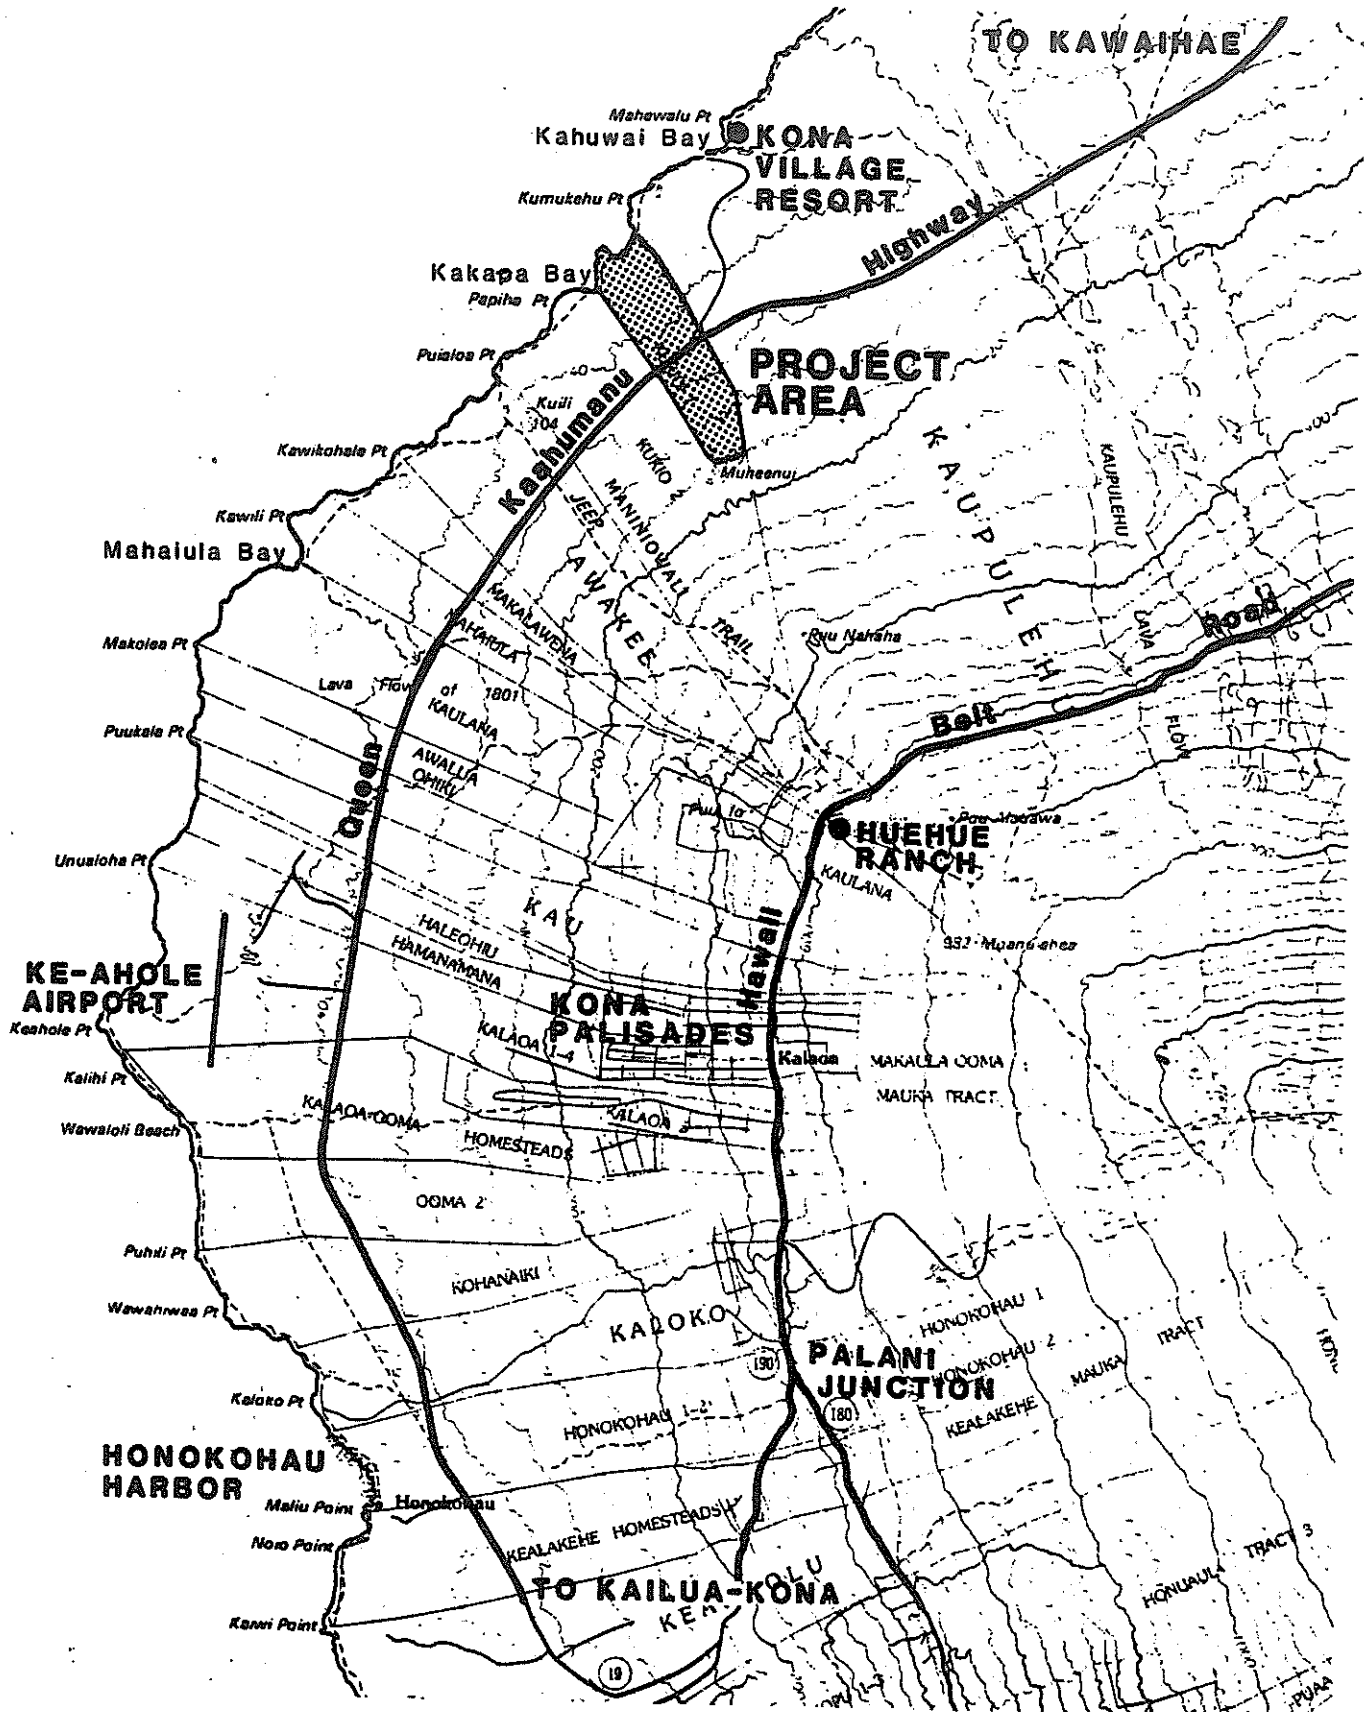 TO KAWAIHAE
Mahewalu Pt
Kahuwai Bay
KONA
VILLAGE
RESORT
Kumukehu Pt
Highway
Kakapa Bay
Papiha Pt
Puialoa Pt
PROJECT
AREA
40
Kuili
104
Kaahumanu
Kawikohale Pt
KUKIO
Muheenui
MANINIOWALI
JEEP
TRAIL
KAUPULEHU
KAUPULEHU
LAVA
FLOW
Kawili Pt
Mahaiula Bay
AWAKEE
MAKALAWENA
MAHAIULA
Puu Nahaha
Road
Belt
Makolea Pt
Lava Flow of 1801
KAULANA
Puukala Pt
AWALUA
OHIKI
Queen
HUEHUE
RANCH
KAULANA
Unualoha Pt
KAU
HALEOHIU
HAMANAMANA
Hawaii
KE-AHOLE
AIRPORT
KONA
PALISADES
Keahole Pt
KALAOA 1-4
Kalaoa
MAKAULA OOMA
MAUKA TRACT
Kalihi Pt
KALAOA-OOMA
KALAOA 5
Wawaloli Beach
HOMESTEADS
OOMA 2
Puhili Pt
KOHANAIKI
Wawahiwaa Pt
KALOKO
HONOKOHAU 1
HONOKOHAU 2
MAUKA
TRACT
190
PALANI
JUNCTION
180
Kaloko Pt
HONOKOHAU 1-2
KEALAKEHE
HONOKOHAU
HARBOR
Maliu Point
Honokohau
Noio Point
KEALAKEHE HOMESTEADS
TRACT 3
HONUAULA
TO KAILUA-KONA
Kaiwi Point
19
PUAA